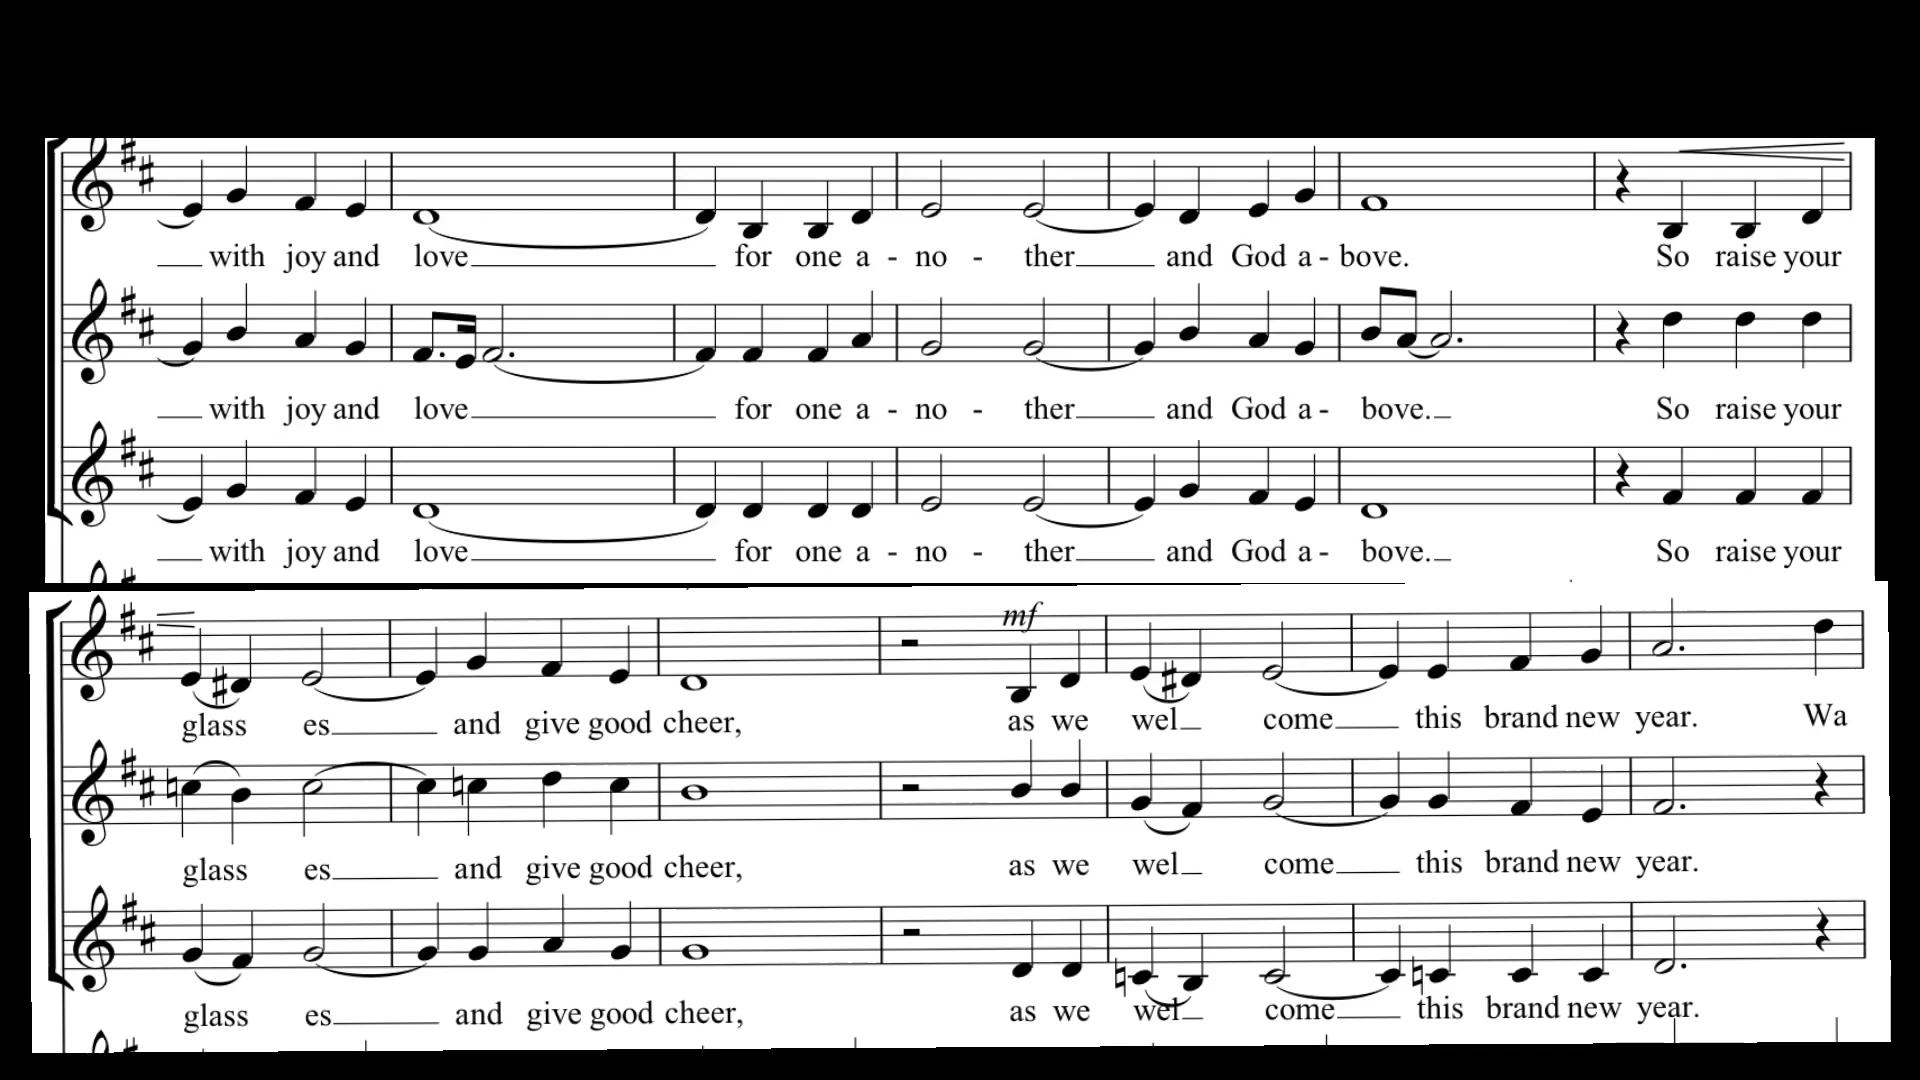 with joy and love for one a - no - ther and God a - bove. So raise your
with joy and love for one a - no - ther and God a - bove. So raise your
with joy and love for one a - no - ther and God a - bove. So raise your
mf
glass es and give good cheer, as we wel come this brand new year. Wa
glass es and give good cheer, as we wel come this brand new year.
glass es and give good cheer, as we wel come this brand new year.